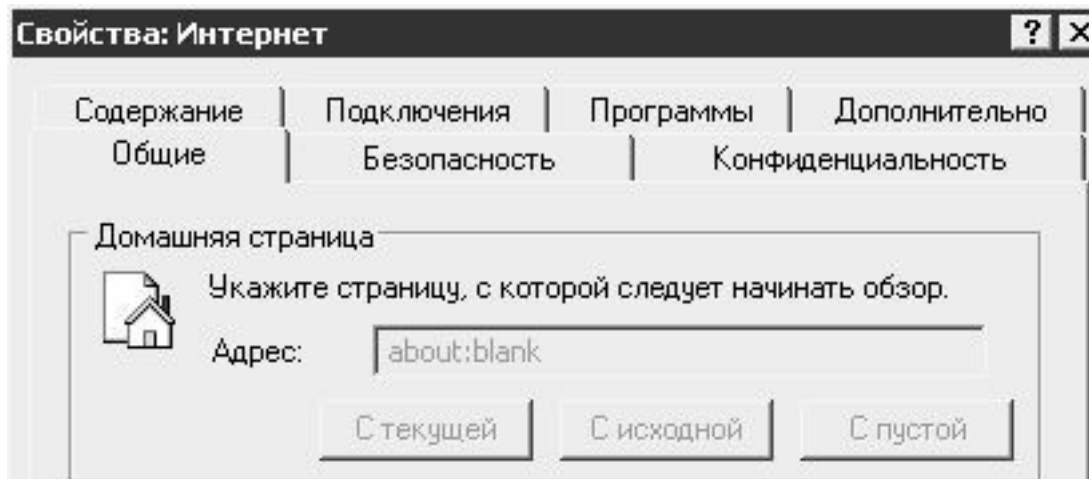 Свойства: Интернет ? X
Содержание Подключения Программы Дополнительно
Общие Безопасность Конфиденциальность
Домашняя страница
Укажите страницу, с которой следует начинать обзор.
Адрес: about:blank
С текущей С исходной С пустой